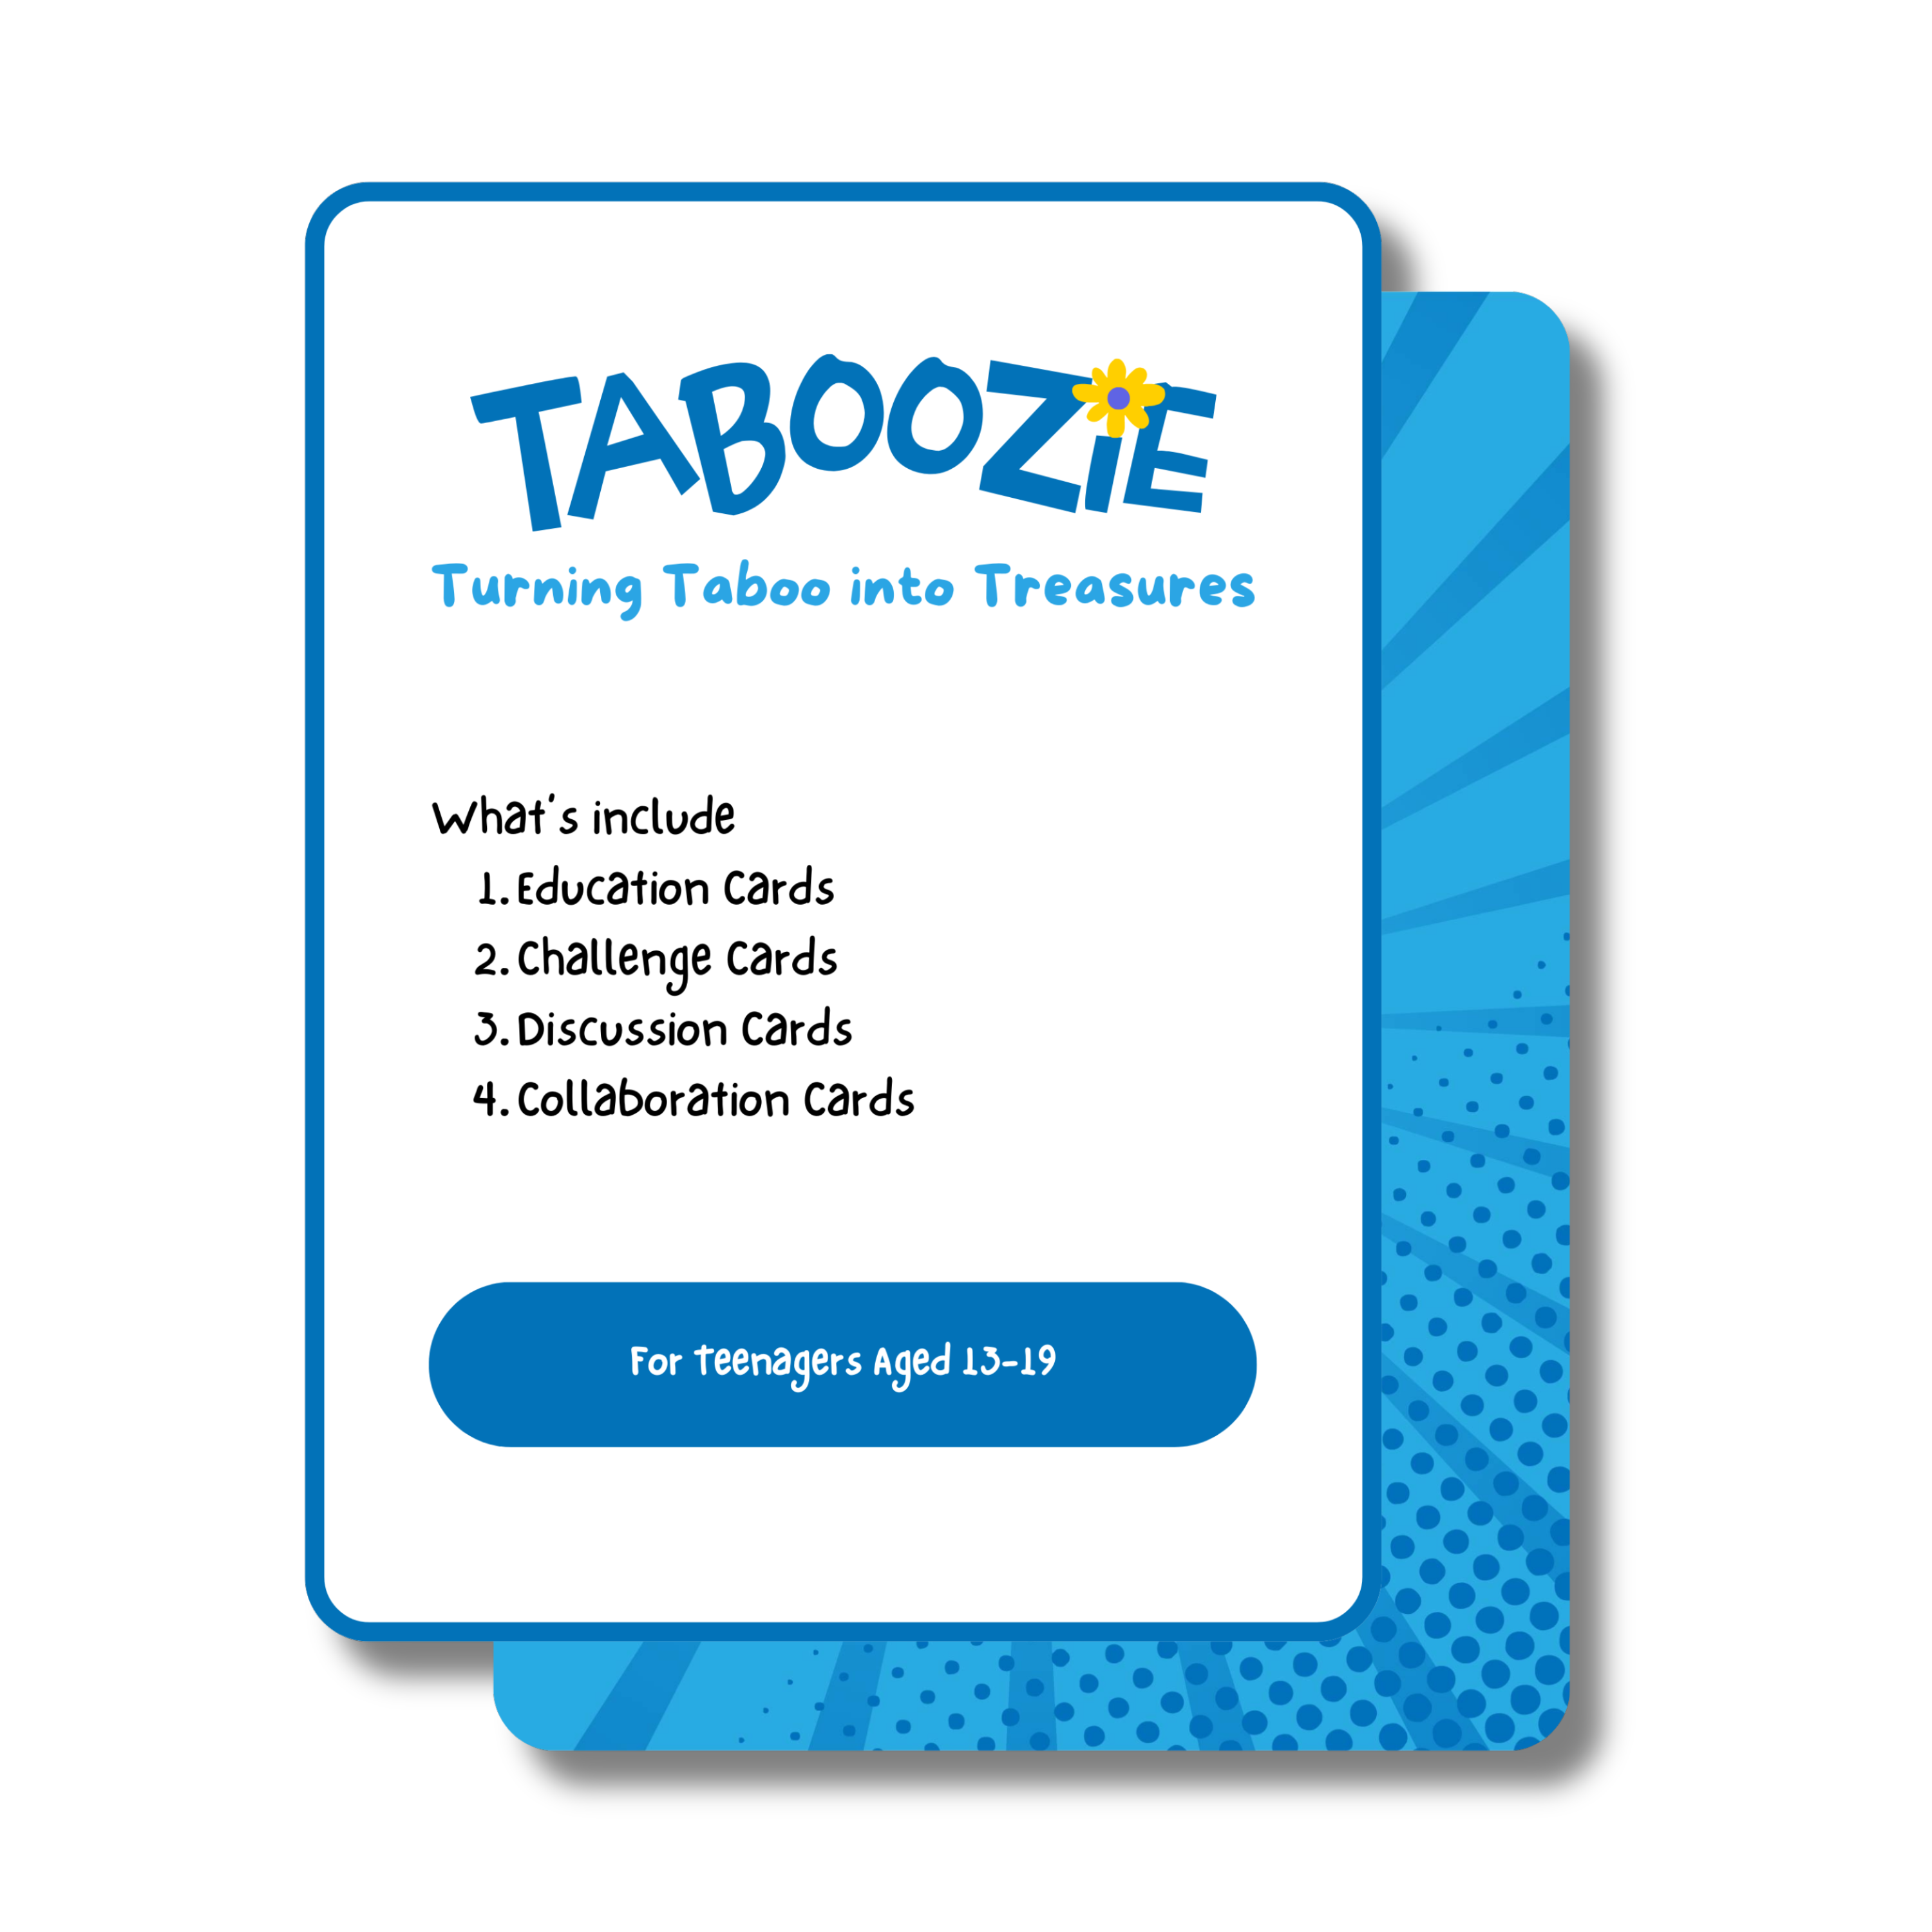 TABOOZiE
Turning Taboo into Treasures
What's include
1. Education Cards
2. Challenge Cards
3. Discussion Cards
4. Collaboration Cards
For teenagers Aged 13-19